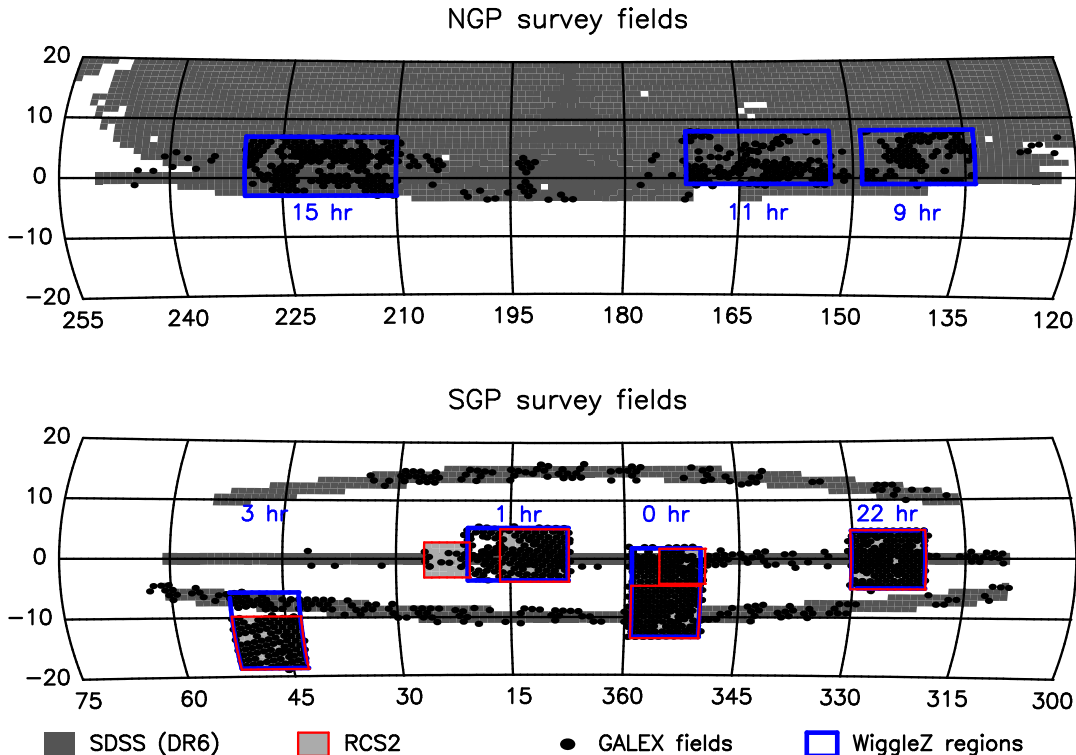 NGP survey fields
20
10
0
−10
−20
15 hr
11 hr
9 hr
255 240 225 210 195 180 165 150 135 120
SGP survey fields
20
10
0
−10
−20
3 hr
1 hr
0 hr
22 hr
75 60 45 30 15 360 345 330 315 300
SDSS (DR6)
RCS2
GALEX fields
WiggleZ regions